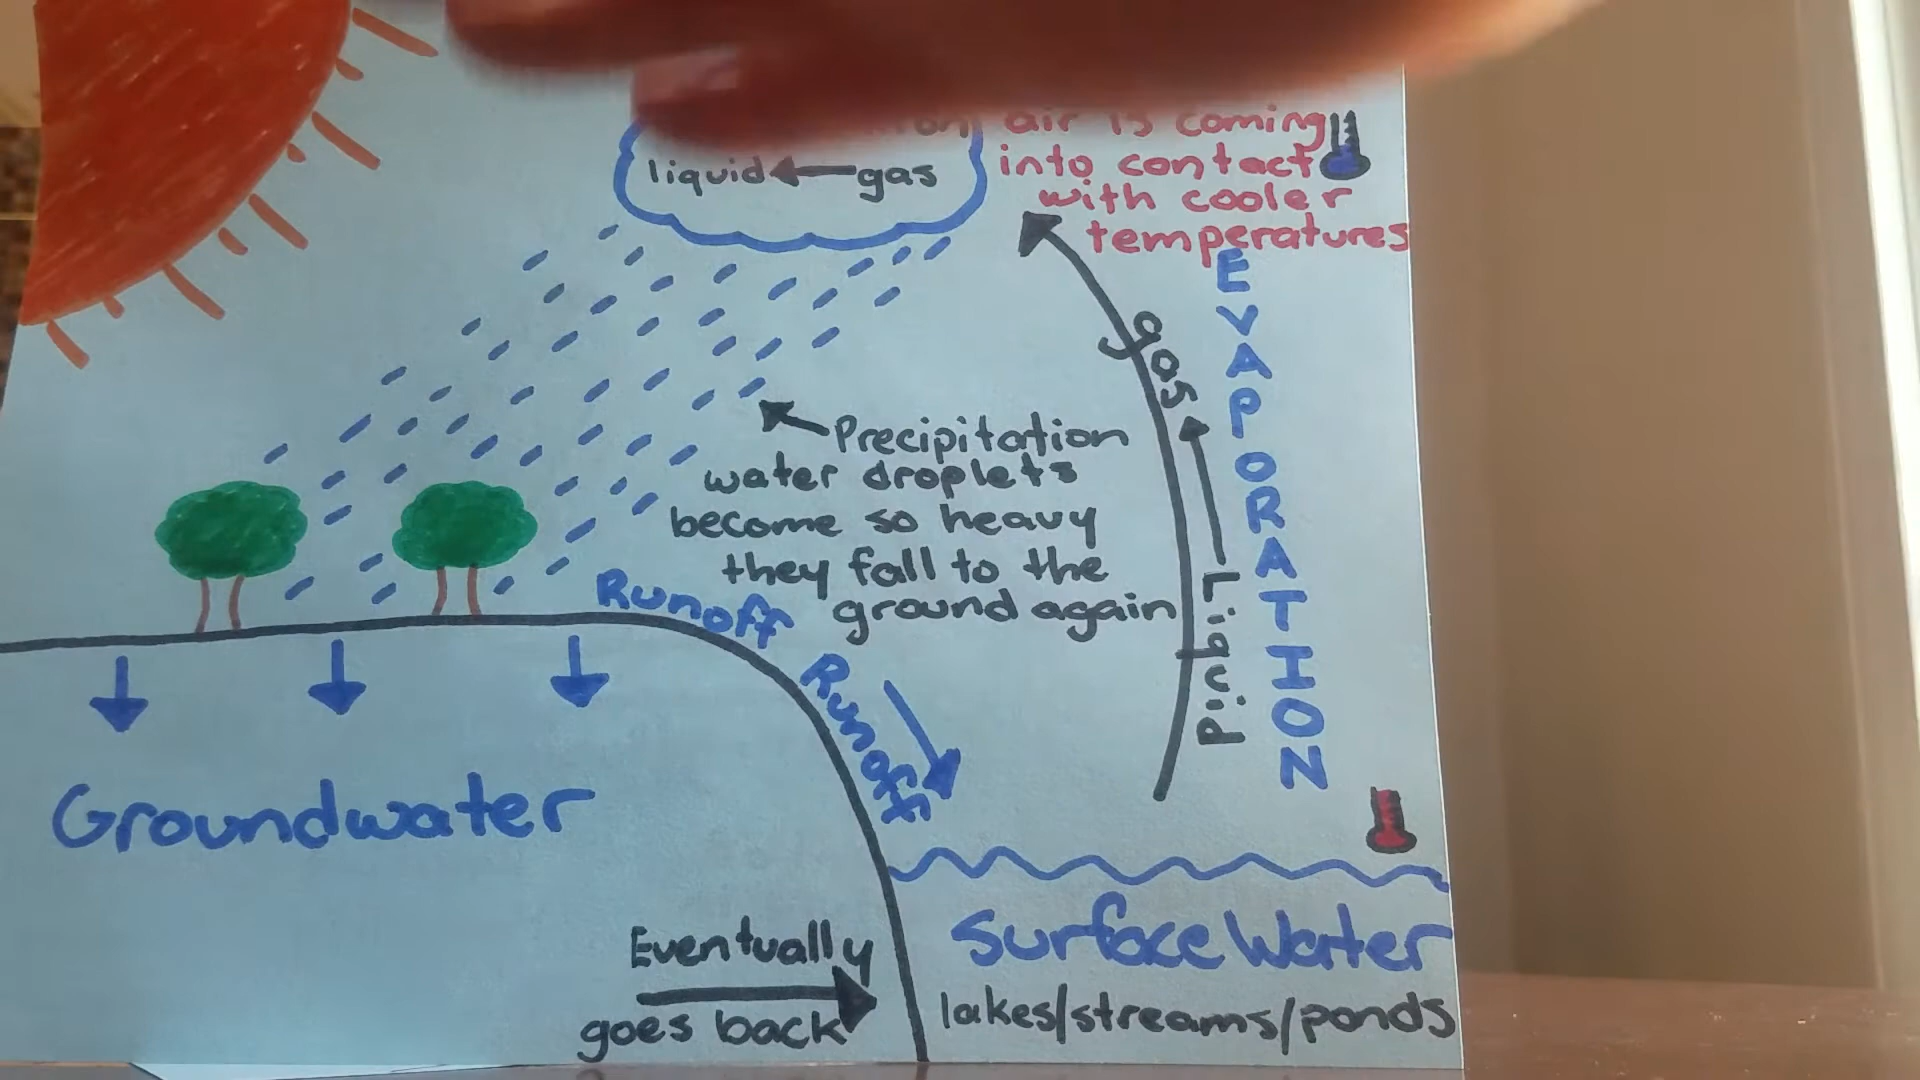 air is coming
into contact
with cooler
temperatures
liquid gas
EVAPORATION
gas
Liquid
Precipitation
water droplets
become so heavy
they fall to the
ground again
Runoff
Runoff
Groundwater
Eventually
goes back
Surface Water
lakes/streams/ponds